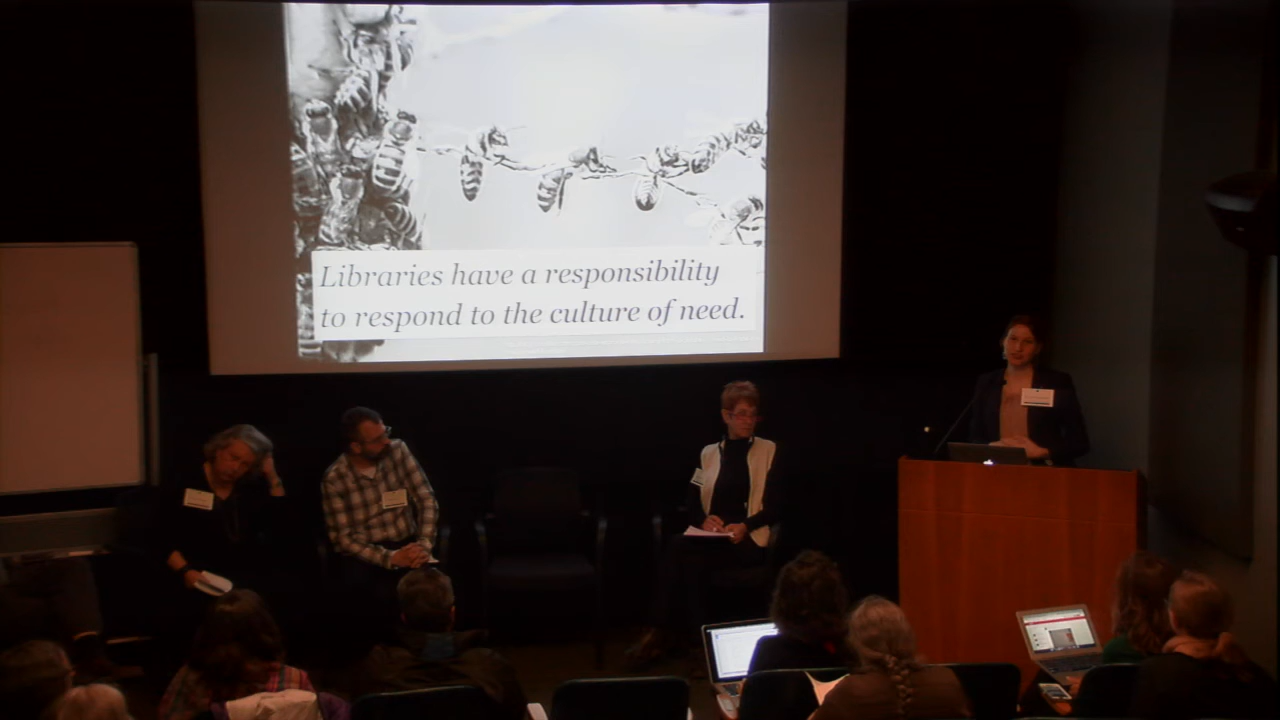 Libraries have a responsibility
to respond to the culture of need.